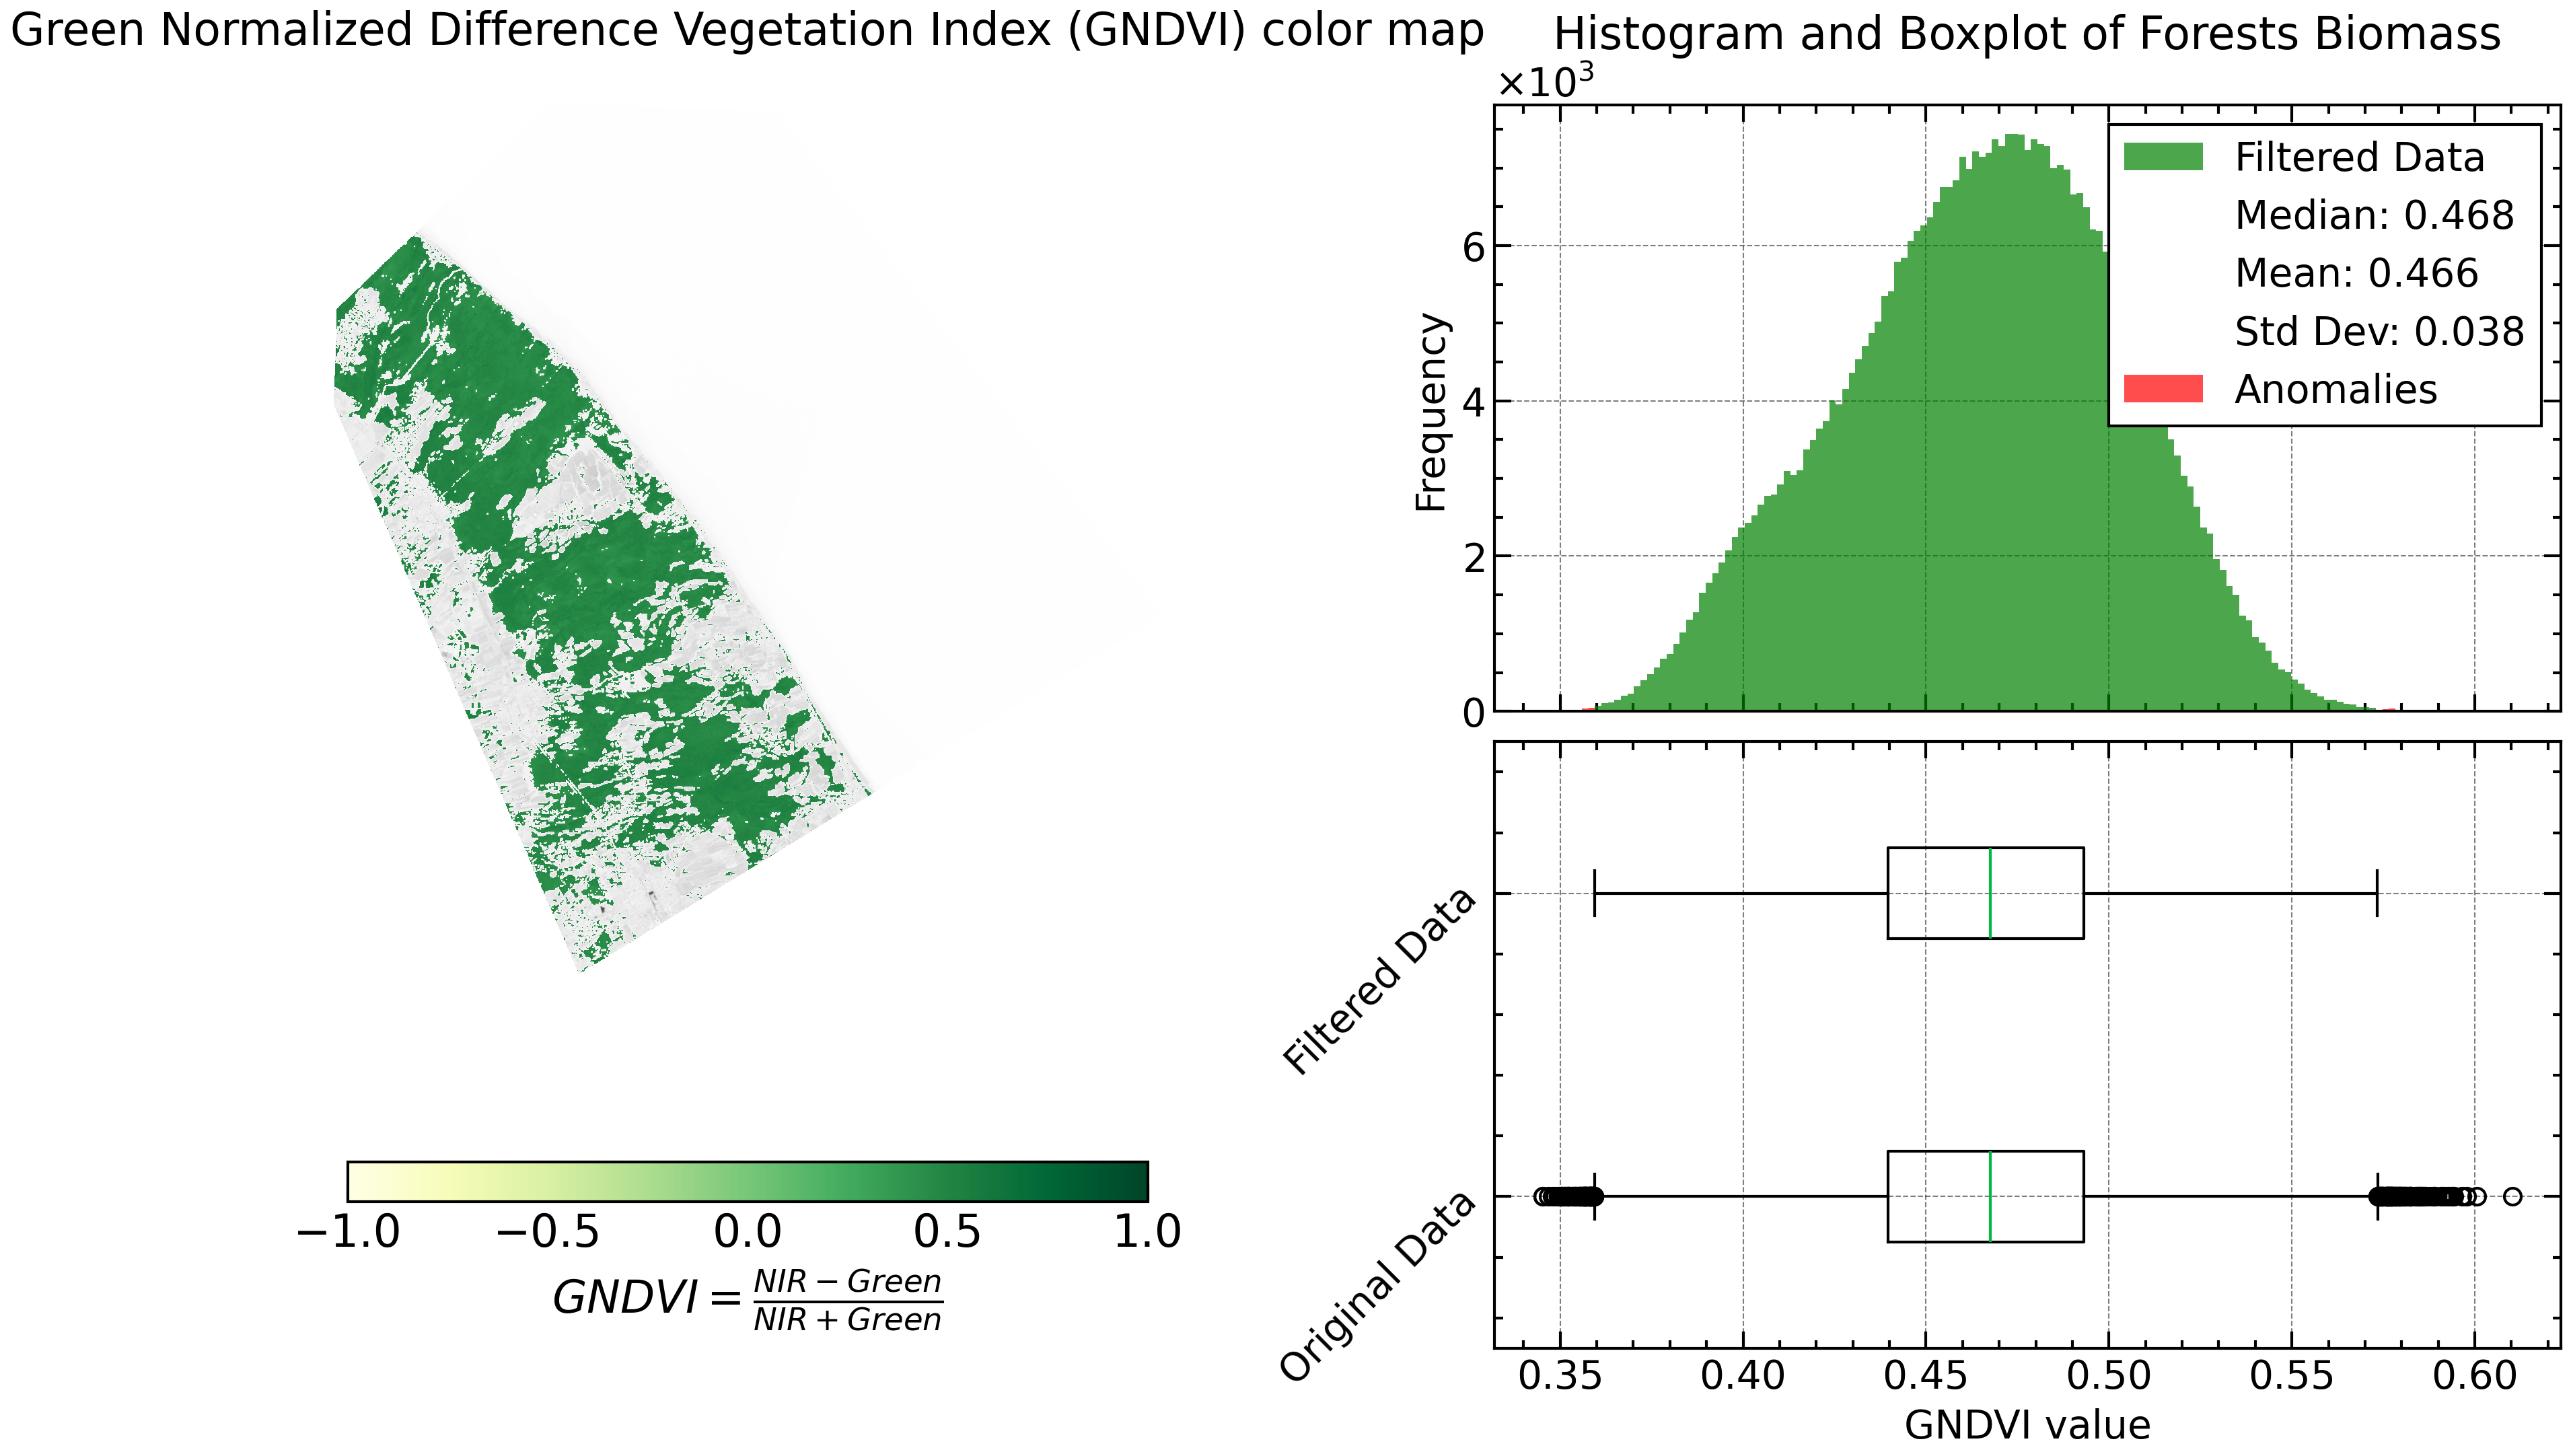 Green Normalized Difference Vegetation Index (GNDVI) color map
−1.0 −0.5 0.0 0.5 1.0
GNDVI = NIR − Green / NIR + Green
Histogram and Boxplot of Forests Biomass
×10³
Frequency
6
4
2
0
Filtered Data
Median: 0.468
Mean: 0.466
Std Dev: 0.038
Anomalies
Filtered Data
Original Data
0.35 0.40 0.45 0.50 0.55 0.60
GNDVI value